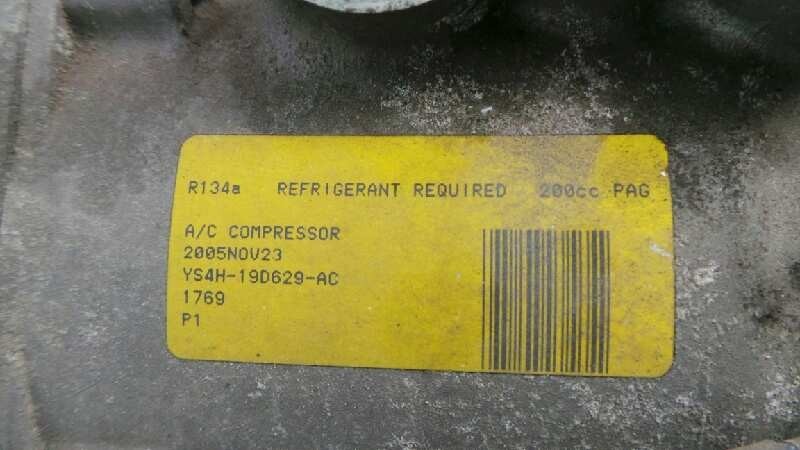 R134a REFRIGERANT REQUIRED 200cc PAG
A/C COMPRESSOR
2005NOV23
YS4H-19D629-AC
1769
P1